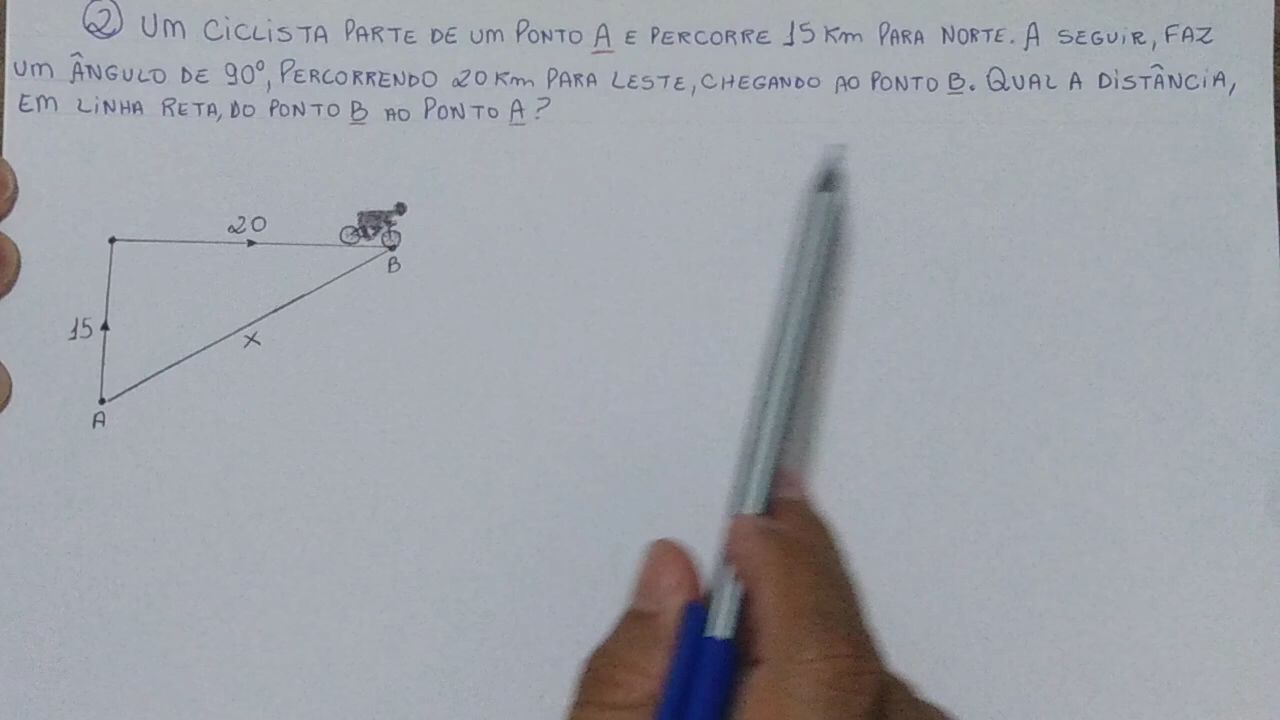 ② UM CICLISTA PARTE DE UM PONTO A E PERCORRE 15 Km PARA NORTE. A SEGUIR, FAZ
UM ÂNGULO DE 90°, PERCORRENDO 20 Km PARA LESTE, CHEGANDO AO PONTO B. QUAL A DISTÂNCIA,
EM LINHA RETA, DO PONTO B AO PONTO A?
20
B
15
x
A